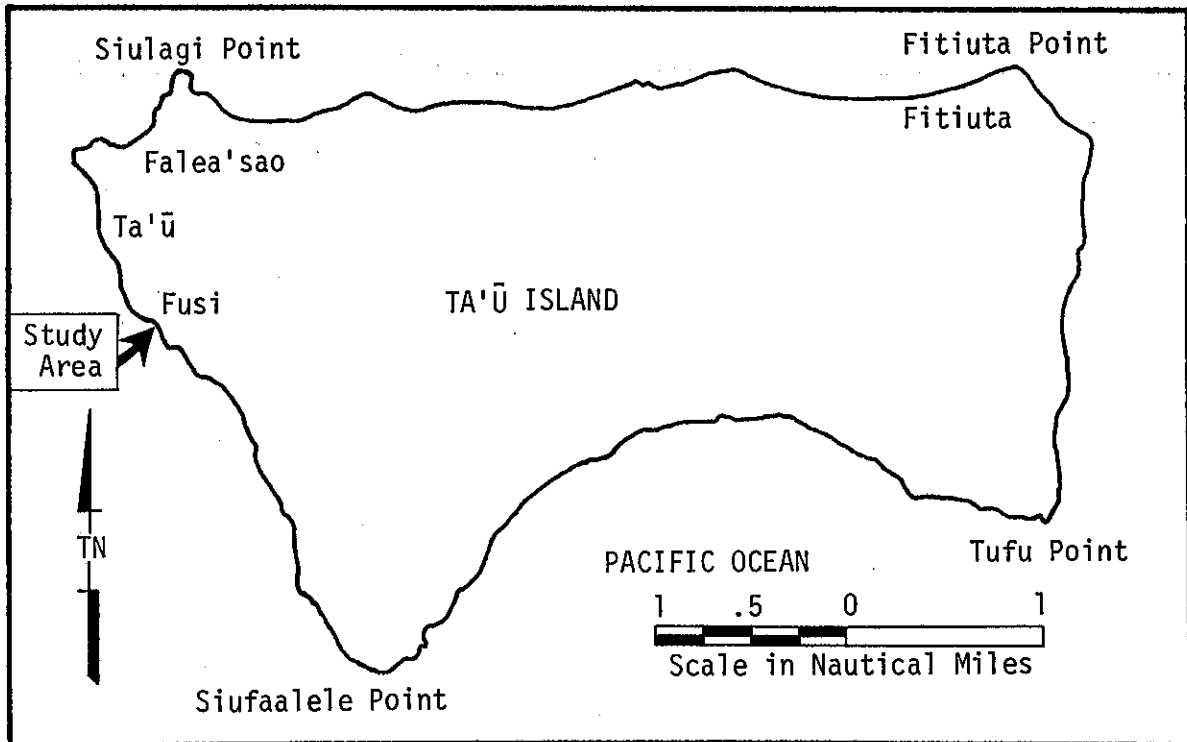 Siulagi Point
Fitiuta Point
Fitiuta
Falea'sao
Ta'ū
Fusi
TA'Ū ISLAND
Study
Area
TN
PACIFIC OCEAN
Tufu Point
1 .5 0 1
Scale in Nautical Miles
Siufaalele Point